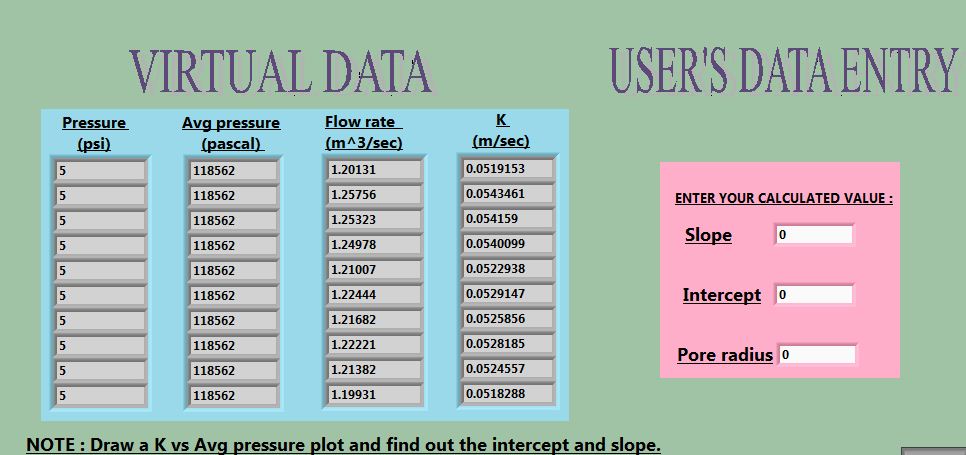 VIRTUAL DATA USER'S DATA ENTRY
Pressure Avg pressure Flow rate K
(psi) (pascal) (m^3/sec) (m/sec)
5 118562 1.20131 0.0519153
5 118562 1.25756 0.0543461
5 118562 1.25323 0.054159
5 118562 1.24978 0.0540099
5 118562 1.21007 0.0522938
5 118562 1.22444 0.0529147
5 118562 1.21682 0.0525856
5 118562 1.22221 0.0528185
5 118562 1.21382 0.0524557
5 118562 1.19931 0.0518288
ENTER YOUR CALCULATED VALUE :
Slope 0
Intercept 0
Pore radius 0
NOTE : Draw a K vs Avg pressure plot and find out the intercept and slope.